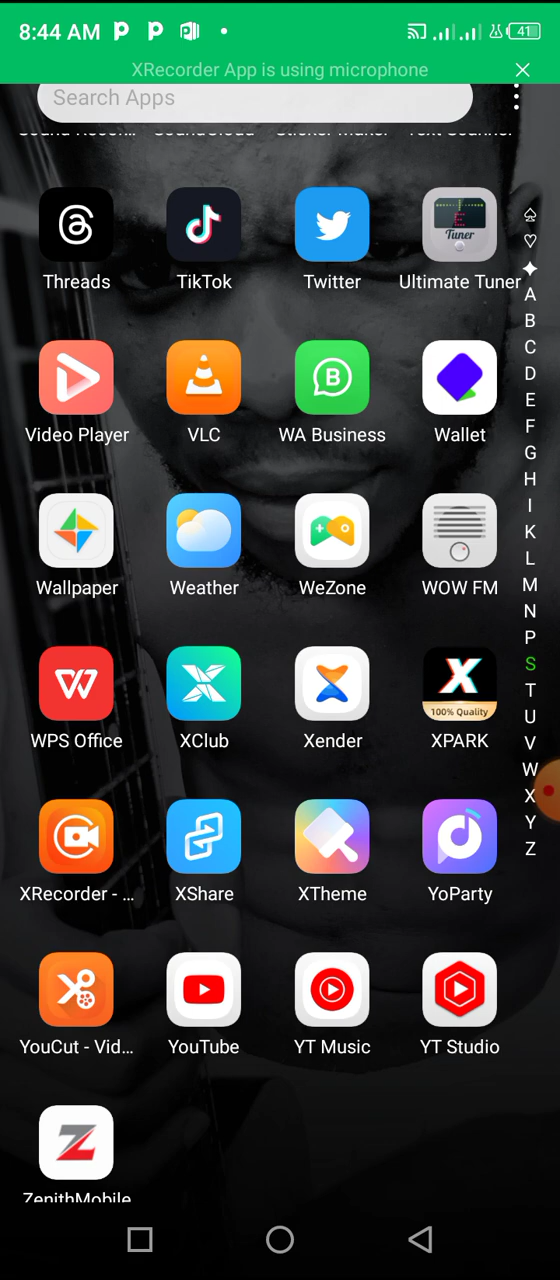 8:44 AM
41
XRecorder App is using microphone
Search Apps
Threads
TikTok
Twitter
Tuner
Ultimate Tuner
Video Player
VLC
B
WA Business
Wallet
Wallpaper
Weather
WeZone
WOW FM
W
WPS Office
X
XClub
Xender
X
100% Quality
XPARK
XRecorder - ...
XShare
XTheme
YoParty
YouCut - Vid...
YouTube
YT Music
YT Studio
Z
ZenithMobile
A
B
C
D
E
F
G
H
I
K
L
M
N
P
S
T
U
V
W
X
Y
Z